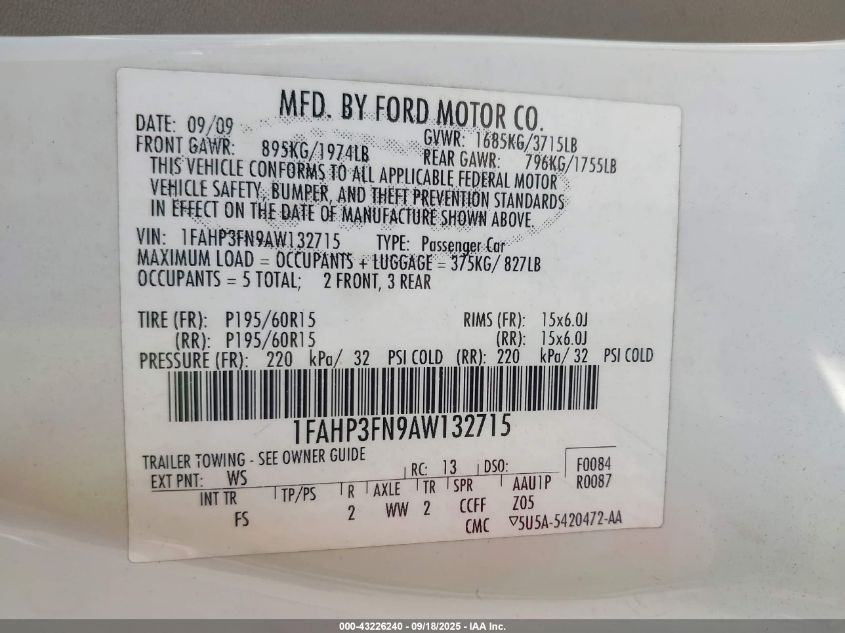 MFD. BY FORD MOTOR CO.
DATE: 09/09 GVWR: 1685KG/3715LB
FRONT GAWR: 895KG/1974LB REAR GAWR: 796KG/1755LB
THIS VEHICLE CONFORMS TO ALL APPLICABLE FEDERAL MOTOR
VEHICLE SAFETY, BUMPER, AND THEFT PREVENTION STANDARDS
IN EFFECT ON THE DATE OF MANUFACTURE SHOWN ABOVE.
VIN: 1FAHP3FN9AW132715 TYPE: Passenger Car
MAXIMUM LOAD = OCCUPANTS + LUGGAGE = 375KG/ 827LB
OCCUPANTS = 5 TOTAL; 2 FRONT, 3 REAR
TIRE (FR): P195/60R15 RIMS (FR): 15x6.0J
(RR): P195/60R15 (RR): 15x6.0J
PRESSURE (FR): 220 kPa/ 32 PSI COLD (RR): 220 kPa/ 32 PSI COLD
1FAHP3FN9AW132715
TRAILER TOWING - SEE OWNER GUIDE
EXT PNT: WS RC: 13 DSO: F0084
R0087
INT TR TP/PS R AXLE TR SPR AAU1P
FS 2 WW 2 CCFF Z05
CMC ▽5U5A-5420472-AA
000-43226240 - 09/18/2025 - IAA Inc.